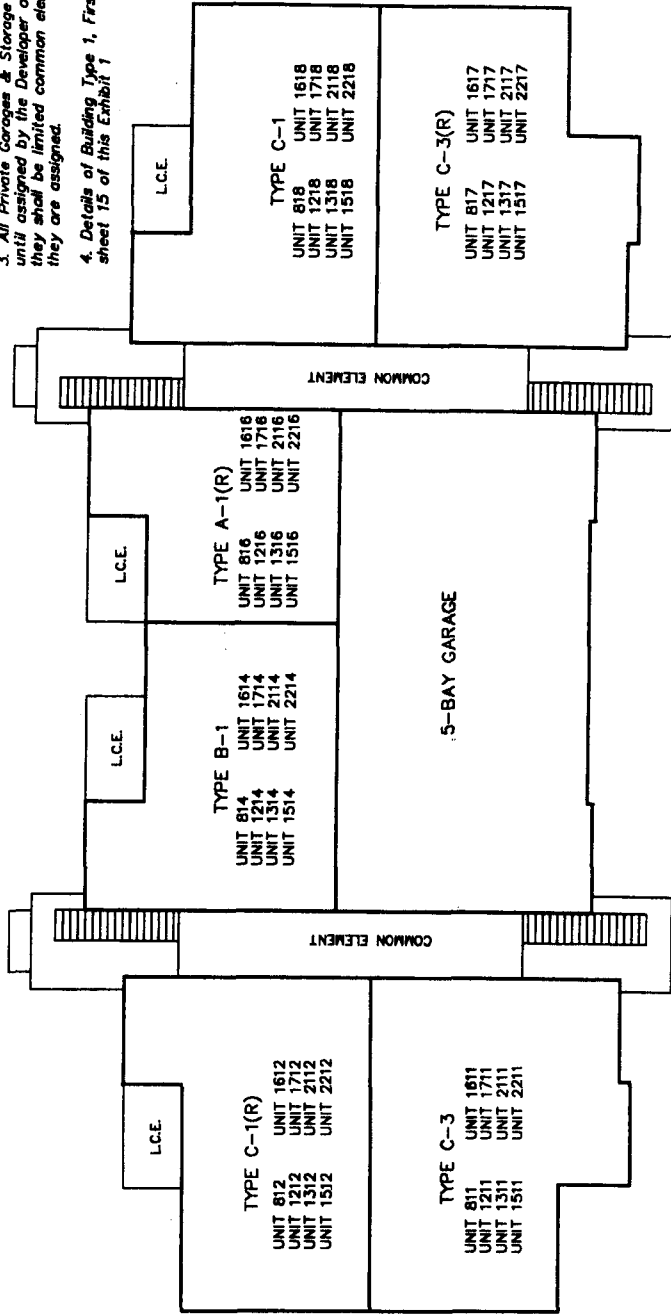 3. All Private Garages & Storage
until assigned by the Developer
they shall be limited common ele
they are assigned.
4. Details of Building Type 1, Firs
sheet 15 of this Exhibit 1
L.C.E.
TYPE C-1(R)
UNIT 812 UNIT 1612
UNIT 1212 UNIT 1712
UNIT 1312 UNIT 2112
UNIT 1512 UNIT 2212
TYPE C-3
UNIT 811 UNIT 1611
UNIT 1211 UNIT 1711
UNIT 1311 UNIT 2111
UNIT 1511 UNIT 2211
COMMON ELEMENT
L.C.E.
TYPE B-1
UNIT 814 UNIT 1614
UNIT 1214 UNIT 1714
UNIT 1314 UNIT 2114
UNIT 1514 UNIT 2214
L.C.E.
TYPE A-1(R)
UNIT 816 UNIT 1616
UNIT 1216 UNIT 1716
UNIT 1316 UNIT 2116
UNIT 1516 UNIT 2216
5-BAY GARAGE
COMMON ELEMENT
L.C.E.
TYPE C-1
UNIT 818 UNIT 1618
UNIT 1218 UNIT 1718
UNIT 1318 UNIT 2118
UNIT 1518 UNIT 2218
TYPE C-3(R)
UNIT 817 UNIT 1617
UNIT 1217 UNIT 1717
UNIT 1317 UNIT 2117
UNIT 1517 UNIT 2217